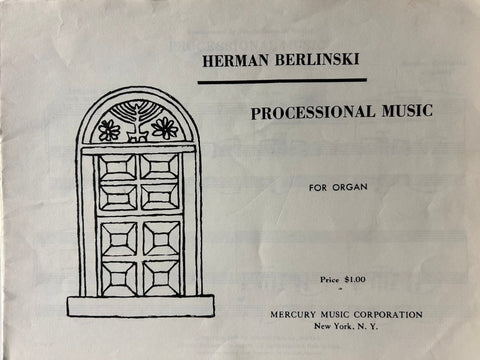 HERMAN BERLINSKI
PROCESSIONAL MUSIC
FOR ORGAN
Price $1.00
MERCURY MUSIC CORPORATION
New York, N. Y.